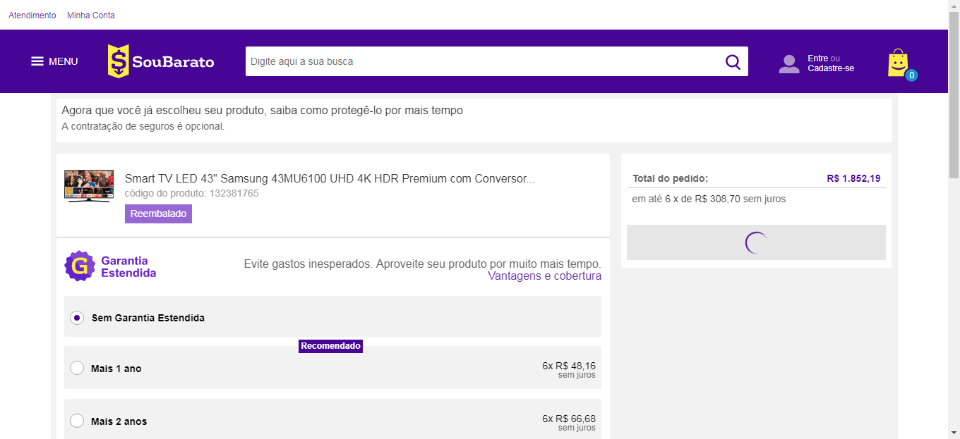 Atendimento Minha Conta
MENU SouBarato Digite aqui a sua busca Entre ou
Cadastre-se
0
Agora que você já escolheu seu produto, saiba como protegê-lo por mais tempo
A contratação de seguros é opcional.
Smart TV LED 43" Samsung 43MU6100 UHD 4K HDR Premium com Conversor...
código do produto: 132381765
Reembalado
Total do pedido: R$ 1.852,19
em até 6 x de R$ 308,70 sem juros
G Garantia
Estendida
Evite gastos inesperados. Aproveite seu produto por muito mais tempo.
Vantagens e cobertura
Sem Garantia Estendida
Recomendado
Mais 1 ano 6x R$ 48,16
sem juros
Mais 2 anos 6x R$ 66,68
sem juros